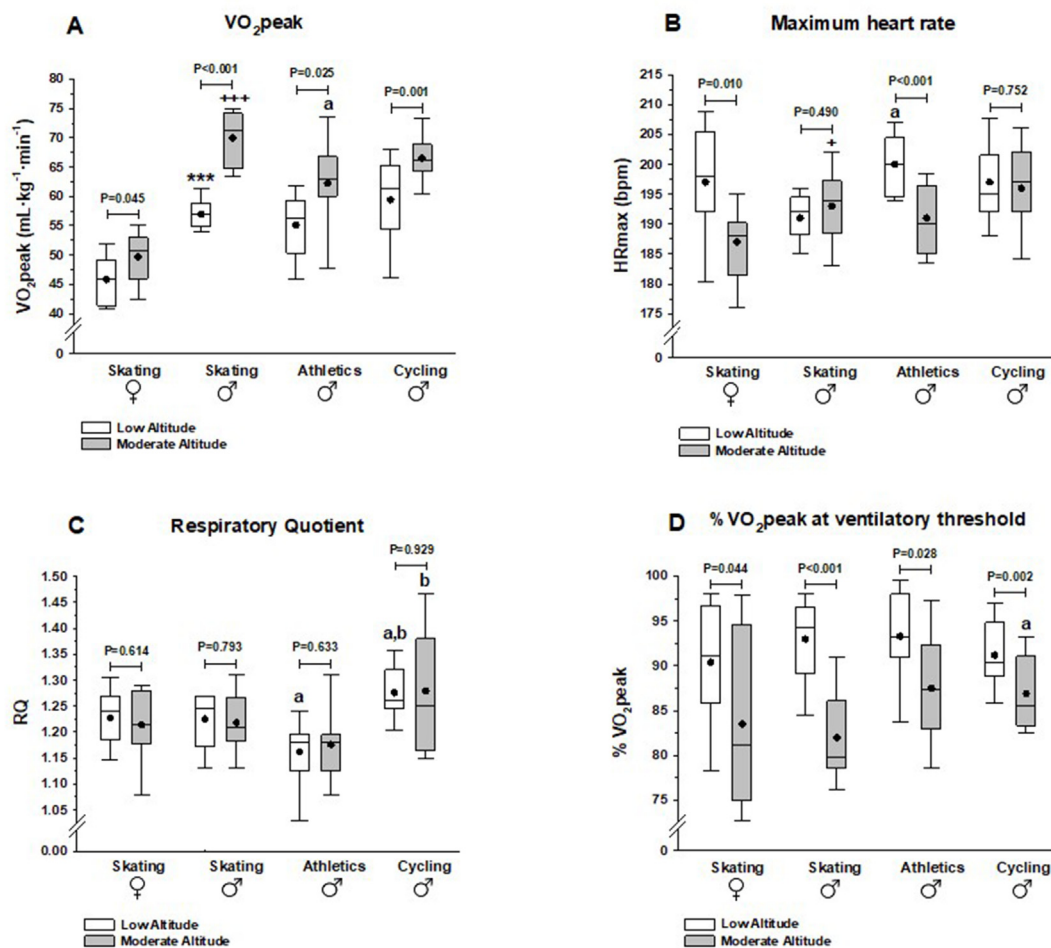 A
VO2peak
P<0.001
P=0.025
P=0.001
P=0.045
+++
a
***
80
75
70
65
60
55
50
45
40
0
VO2peak (mL·kg-1·min-1)
Skating
♀
Skating
♂
Athletics
♂
Cycling
♂
Low Altitude
Moderate Altitude
B
Maximum heart rate
P=0.010
P=0.490
P<0.001
P=0.752
+
a
215
210
205
200
195
190
185
180
175
0
HRmax (bpm)
Skating
♀
Skating
♂
Athletics
♂
Cycling
♂
Low Altitude
Moderate Altitude
C
Respiratory Quotient
P=0.929
P=0.614
P=0.793
P=0.633
b
a,b
a
1.50
1.45
1.40
1.35
1.30
1.25
1.20
1.15
1.10
1.05
0.00
RQ
Skating
♀
Skating
♂
Athletics
♂
Cycling
♂
Low Altitude
Moderate Altitude
D
% VO2peak at ventilatory threshold
P=0.044
P<0.001
P=0.028
P=0.002
a
100
95
90
85
80
75
0
% VO2peak
Skating
♀
Skating
♂
Athletics
♂
Cycling
♂
Low Altitude
Moderate Altitude